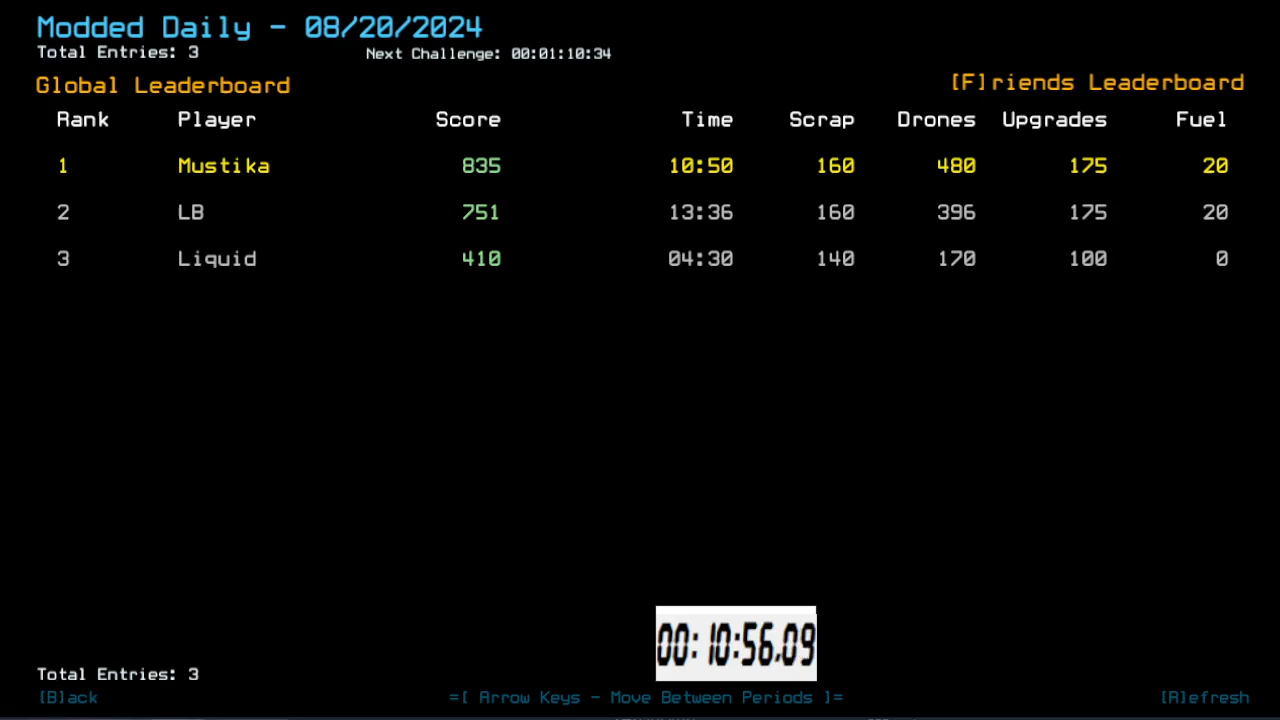 Modded Daily - 08/20/2024
Total Entries: 3 Next Challenge: 00:01:10:34
Global Leaderboard [F]riends Leaderboard
Rank Player Score Time Scrap Drones Upgrades Fuel
1 Mustika 835 10:50 160 480 175 20
2 LB 751 13:36 160 396 175 20
3 Liquid 410 04:30 140 170 100 0
00:10:56.09
Total Entries: 3
[B]ack =[ Arrow Keys - Move Between Periods ]= [R]efresh